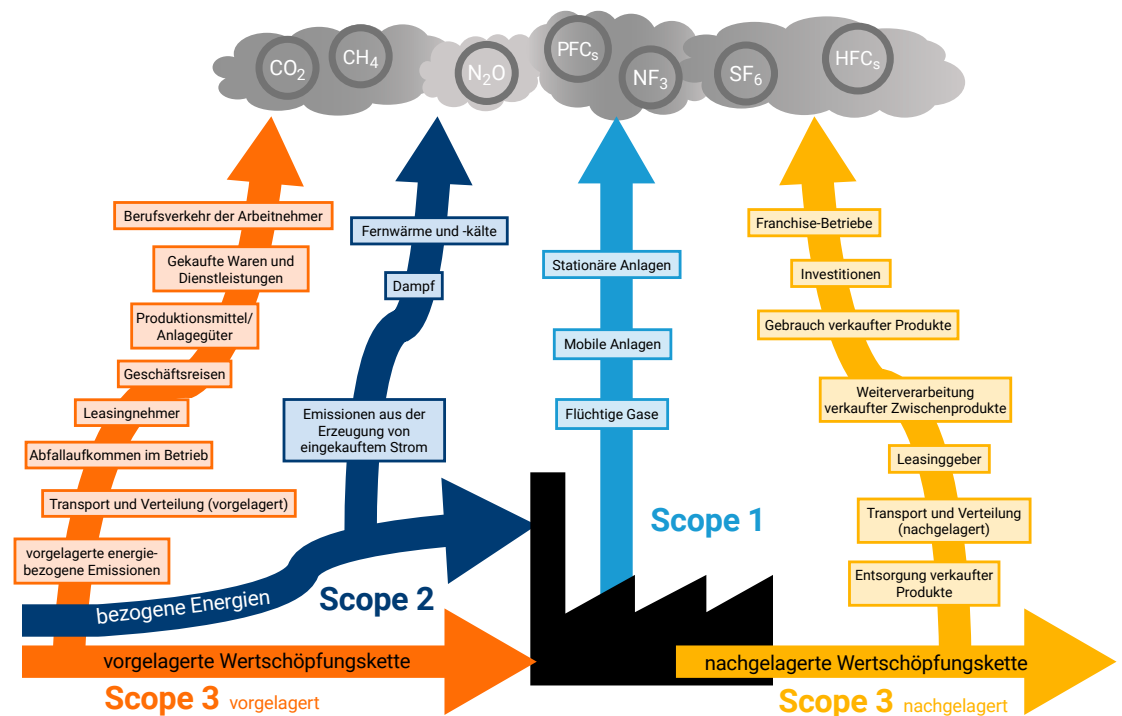 CO₂
CH₄
N₂O
PFCₛ
NF₃
SF₆
HFCₛ
Berufsverkehr der Arbeitnehmer
Gekaufte Waren und
Dienstleistungen
Produktionsmittel/
Anlagegüter
Geschäftsreisen
Leasingnehmer
Abfallaufkommen im Betrieb
Transport und Verteilung (vorgelagert)
vorgelagerte energie-
bezogene Emissionen
Fernwärme und -kälte
Dampf
Emissionen aus der
Erzeugung von
eingekauftem Strom
bezogene Energien
Scope 2
Stationäre Anlagen
Mobile Anlagen
Flüchtige Gase
Scope 1
Franchise-Betriebe
Investitionen
Gebrauch verkaufter Produkte
Weiterverarbeitung
verkaufter Zwischenprodukte
Leasinggeber
Transport und Verteilung
(nachgelagert)
Entsorgung verkaufter
Produkte
vorgelagerte Wertschöpfungskette
Scope 3 vorgelagert
nachgelagerte Wertschöpfungskette
Scope 3 nachgelagert